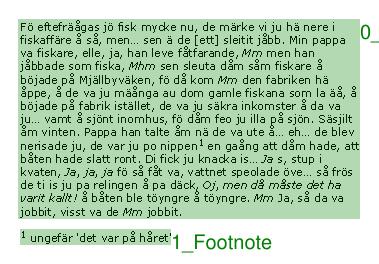 Fö eftefräågas jö fisk mycke nu, de märke vi ju hä nere i
fiskaffäre å så, men... sen ä de [ett] sleitit jåbb. Min pappa
va fiskare, elle, ja, han leve fåtfarande, Mm men han
jåbbade som fiska, Mhm sen sleuta dåm såm fiskare å
böjade på Mjällbyväken, fö då kom Mm den fabriken hä
åppe, å de va ju måånga au dom gamle fiskana som la äå, å
böjade på fabrik istället, de va ju säkra inkomster å da va
ju... vamt å sjönt inomhus, fö dåm feo ju illa på sjön. Säsjilt
åm vinten. Pappa han talte åm nä de va ute å... eh... de blev
nerisade ju, de var ju po nippen¹ en gaång att dåm hade, att
båten hade slatt ront. Di fick ju knacka is... Ja s, stup i
kvaten, Ja, ja, ja fö så fåt va, vattnet speolade öve... så frös
de ti is ju pa relingen å pa däck, Oj, men då måste det ha
varit kallt! å båten ble töyngre å töyngre. Mm Ja, så da va
jobbit, visst va de Mm jobbit.
0_
¹ ungefär 'det var på håret'
1_Footnote